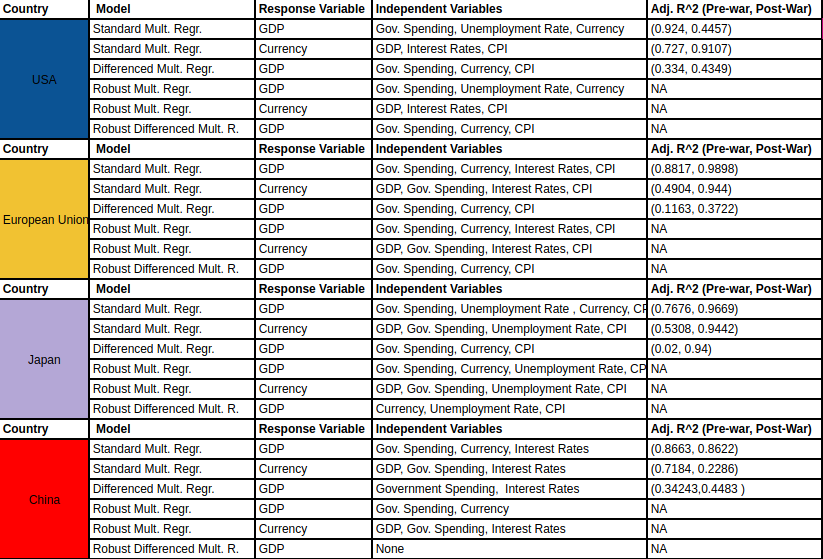 Country Model Response Variable Independent Variables Adj. R^2 (Pre-war, Post-War)
Standard Mult. Regr. GDP Gov. Spending, Unemployment Rate, Currency (0.924, 0.4457)
Standard Mult. Regr. Currency GDP, Interest Rates, CPI (0.727, 0.9107)
Differenced Mult. Regr. GDP Gov. Spending, Currency, CPI (0.334, 0.4349)
USA
Robust Mult. Regr. GDP Gov. Spending, Unemployment Rate, Currency NA
Robust Mult. Regr. Currency GDP, Interest Rates, CPI NA
Robust Differenced Mult. R. GDP Gov. Spending, Currency, CPI NA
Country Model Response Variable Independent Variables Adj. R^2 (Pre-war, Post-War)
Standard Mult. Regr. GDP Gov. Spending, Currency, Interest Rates, CPI (0.8817, 0.9898)
Standard Mult. Regr. Currency GDP, Gov. Spending, Interest Rates, CPI (0.4904, 0.944)
Differenced Mult. Regr. GDP Gov. Spending, Currency, CPI (0.1163, 0.3722)
European Union
Robust Mult. Regr. GDP Gov. Spending, Currency, Interest Rates, CPI NA
Robust Mult. Regr. Currency GDP, Gov. Spending, Interest Rates, CPI NA
Robust Differenced Mult. R. GDP Gov. Spending, Currency, CPI NA
Country Model Response Variable Independent Variables Adj. R^2 (Pre-war, Post-War)
Standard Mult. Regr. GDP Gov. Spending, Unemployment Rate , Currency, CP (0.7676, 0.9669)
Standard Mult. Regr. Currency GDP, Gov. Spending, Unemployment Rate, CPI (0.5308, 0.9442)
Differenced Mult. Regr. GDP Gov. Spending, Currency, CPI (0.02, 0.94)
Japan
Robust Mult. Regr. GDP Gov. Spending, Currency, Unemployment Rate, CP NA
Robust Mult. Regr. Currency GDP, Gov. Spending, Unemployment Rate, CPI NA
Robust Differenced Mult. R. GDP Currency, Unemployment Rate, CPI NA
Country Model Response Variable Independent Variables Adj. R^2 (Pre-war, Post-War)
Standard Mult. Regr. GDP Gov. Spending, Currency, Interest Rates (0.8663, 0.8622)
Standard Mult. Regr. Currency GDP, Gov. Spending, Interest Rates (0.7184, 0.2286)
Differenced Mult. Regr. GDP Government Spending, Interest Rates (0.34243,0.4483 )
China
Robust Mult. Regr. GDP Gov. Spending, Currency NA
Robust Mult. Regr. Currency GDP, Gov. Spending, Interest Rates NA
Robust Differenced Mult. R. GDP None NA